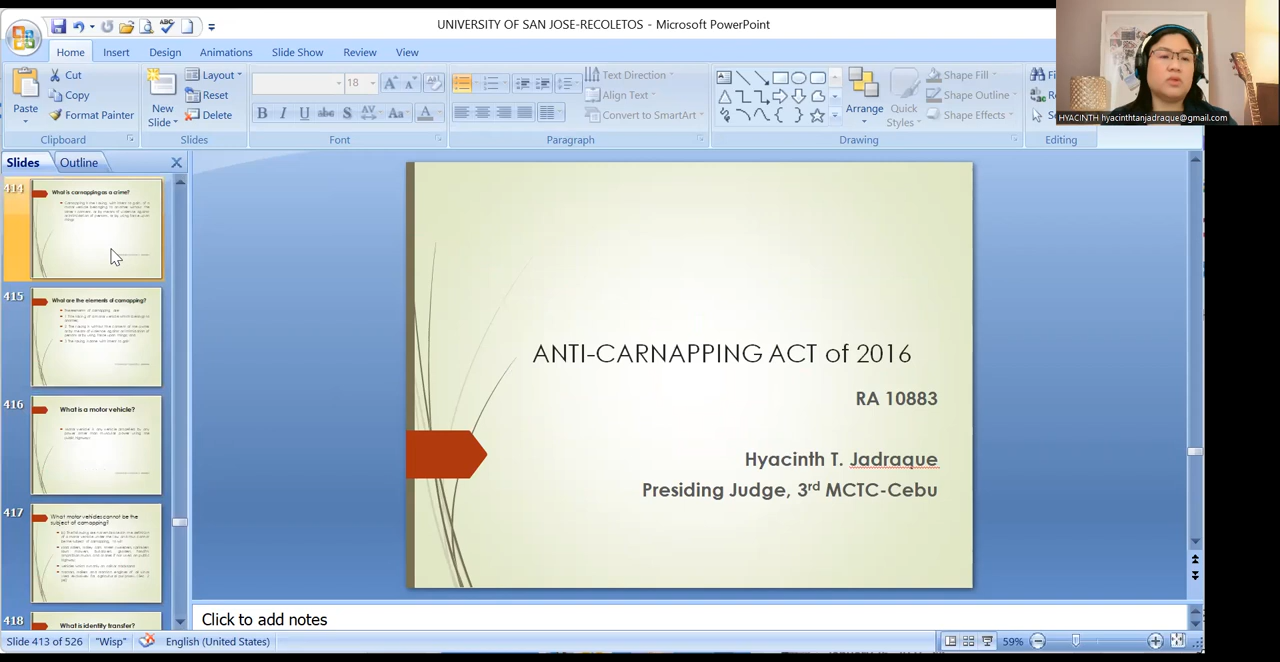 UNIVERSITY OF SAN JOSE-RECOLETOS - Microsoft PowerPoint
Home Insert Design Animations Slide Show Review View
Cut
Copy
Format Painter
Paste
Clipboard
New
Slide
Layout
Reset
Delete
Slides
18
Font
Text Direction
Align Text
Convert to SmartArt
Paragraph
Arrange
Quick
Styles
Shape Fill
Shape Outline
Shape Effects
Drawing
Editing
HYACINTH hyacinthtanjadraque@gmail.com
Slides Outline
414
What is carnapping as a crime?
415
What are the elements of carnapping?
416
What is a motor vehicle?
417
What motor vehicles cannot be the
subject of carnapping?
418
What is identity transfer?
ANTI-CARNAPPING ACT of 2016
RA 10883
Hyacinth T. Jadraque
Presiding Judge, 3rd MCTC-Cebu
Click to add notes
Slide 413 of 526 "Wisp" English (United States) 59%